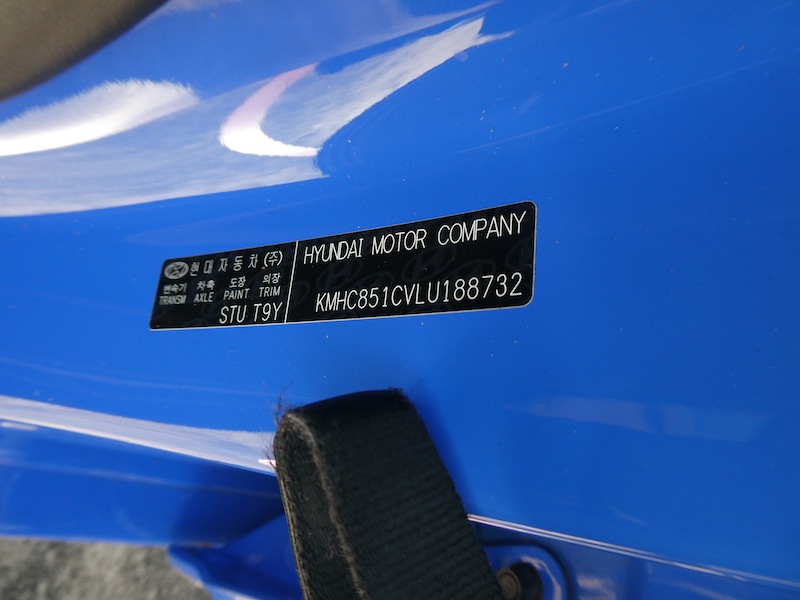 현대자동차(주)
변속기 차축 도장 의장
TRANSM AXLE PAINT TRIM
STU T9Y
HYUNDAI MOTOR COMPANY
KMHC851CVLU188732